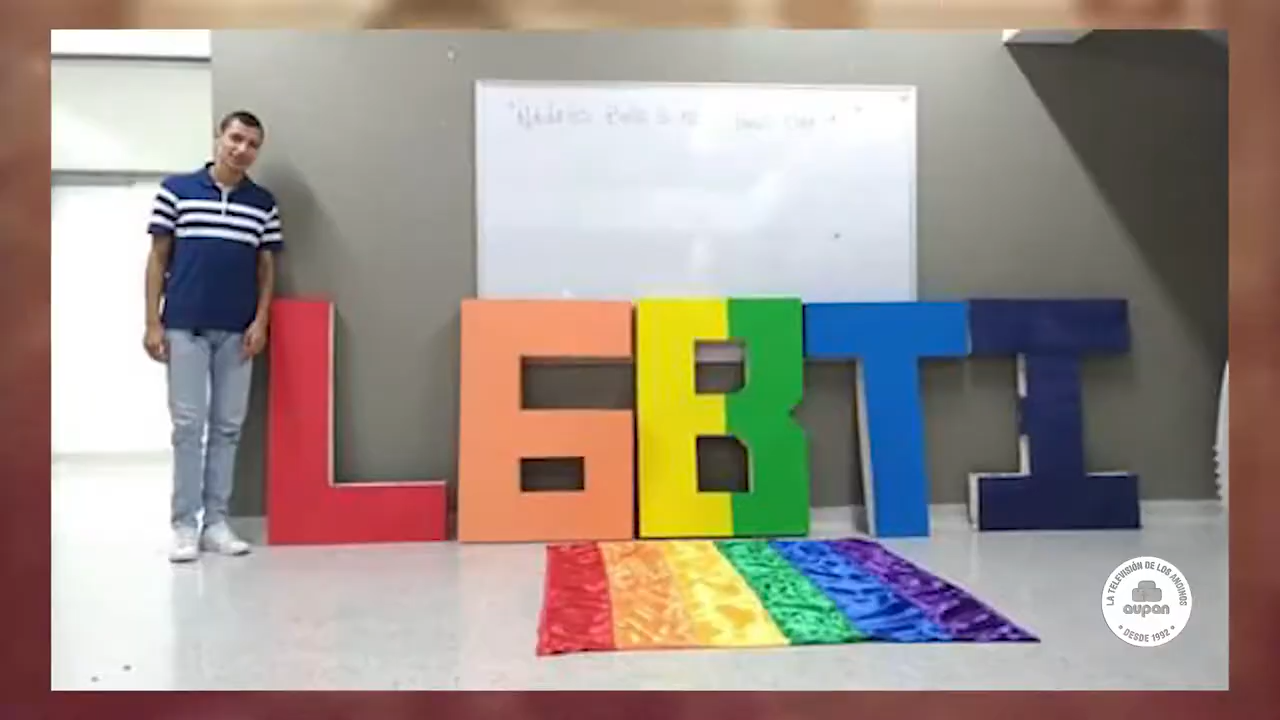 LGBTI
LA TELEVISIÓN DE LOS ANDINOS
aupan
• DESDE 1992 •